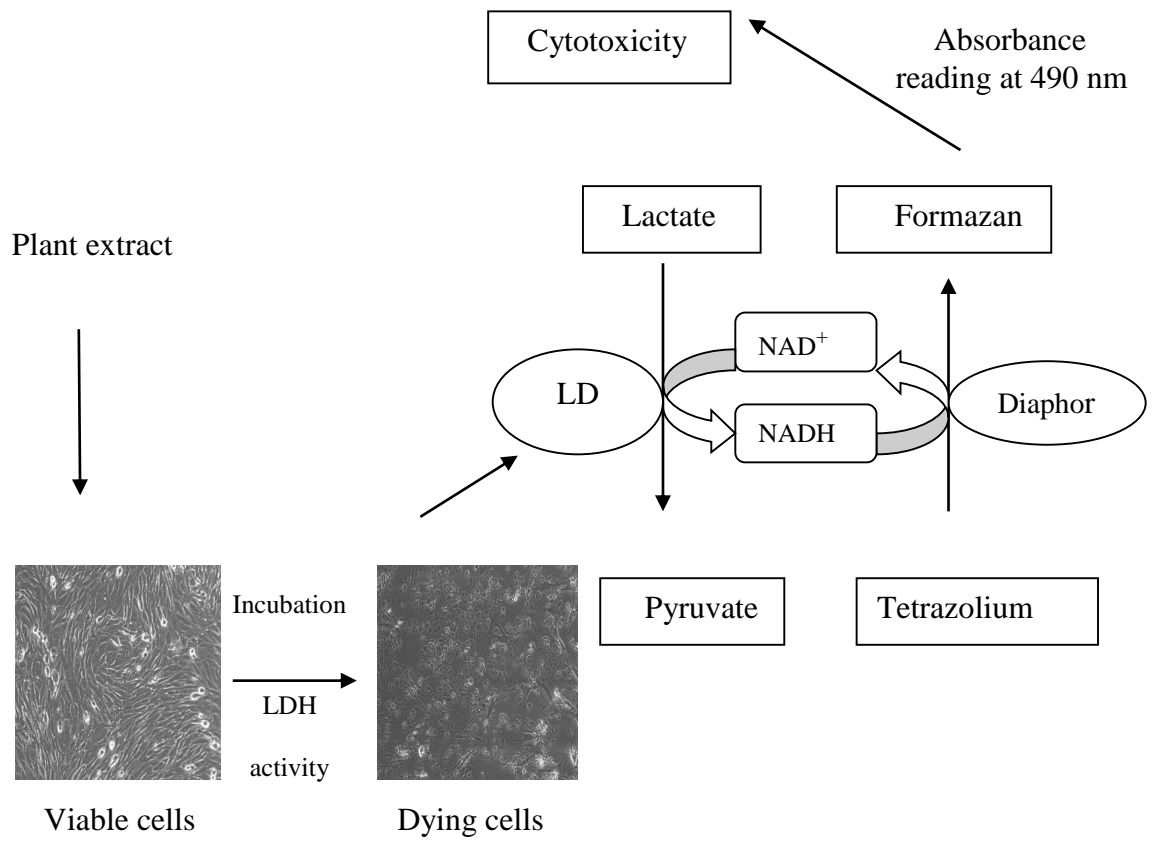 Cytotoxicity
Absorbance
reading at 490 nm
Lactate
Formazan
Plant extract
NAD+
LD
Diaphor
NADH
Incubation
Pyruvate
Tetrazolium
LDH
activity
Viable cells
Dying cells